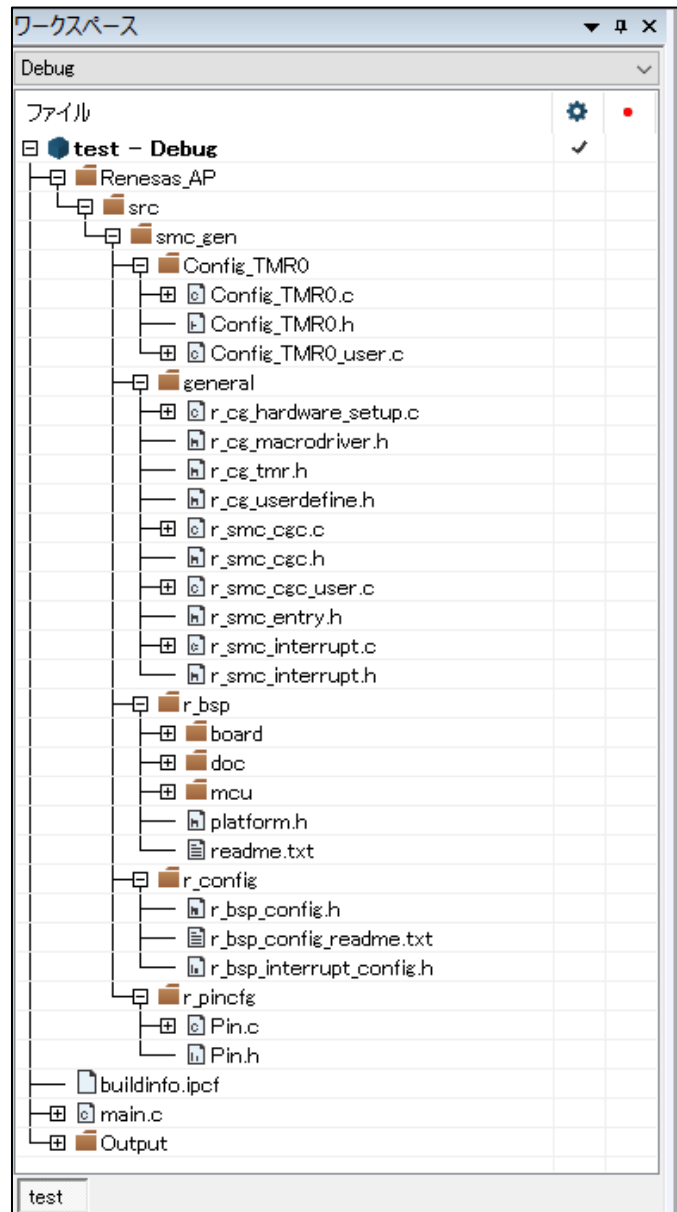 ワークスペース
Debug
ファイル
test - Debug
Renesas_AP
src
smc_gen
Config_TMR0
Config_TMR0.c
Config_TMR0.h
Config_TMR0_user.c
general
r_cg_hardware_setup.c
r_cg_macrodriver.h
r_cg_tmr.h
r_cg_userdefine.h
r_smc_cgc.c
r_smc_cgc.h
r_smc_cgc_user.c
r_smc_entry.h
r_smc_interrupt.c
r_smc_interrupt.h
r_bsp
board
doc
mcu
platform.h
readme.txt
r_config
r_bsp_config.h
r_bsp_config_readme.txt
r_bsp_interrupt_config.h
r_pincfg
Pin.c
Pin.h
buildinfo.ipcf
main.c
Output
test